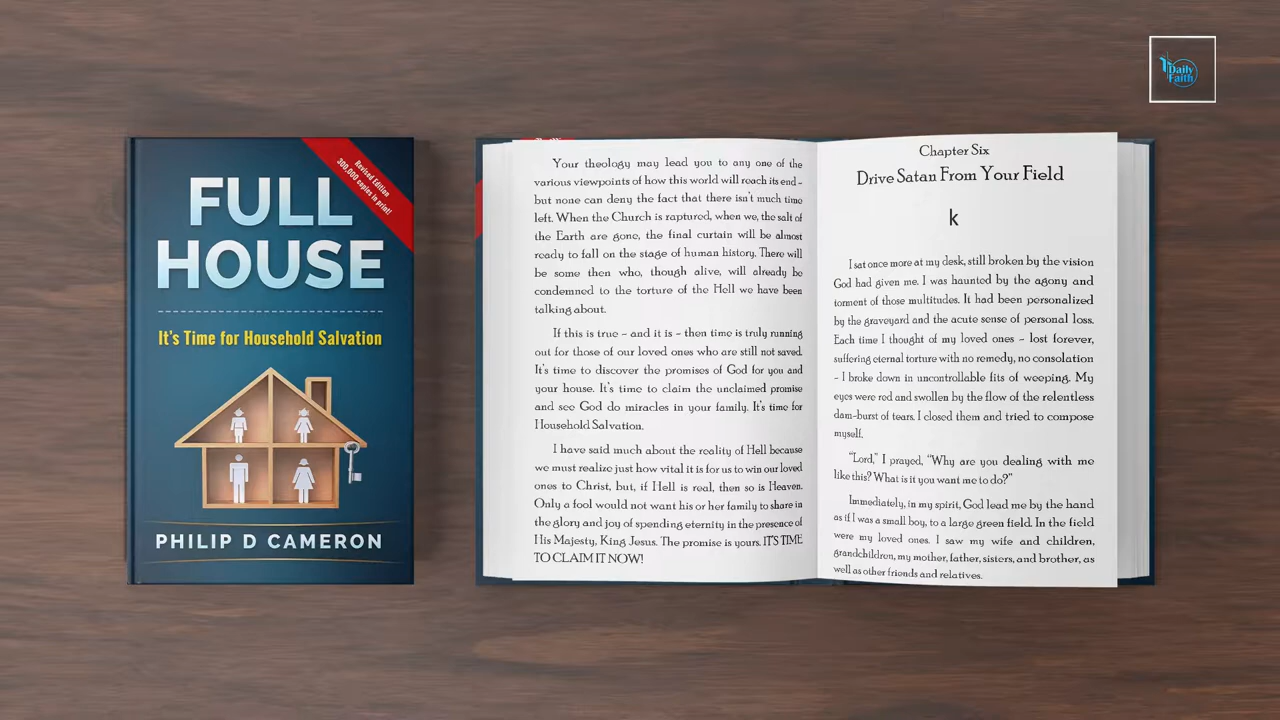 Daily
Faith
Revised Edition
300,000 copies in print!
FULL
HOUSE
It's Time for Household Salvation
PHILIP D CAMERON
Your theology may lead you to any one of the
various viewpoints of how this world will reach its end –
but none can deny the fact that there isn't much time
left. When the Church is raptured, when we, the salt of
the Earth are gone, the final curtain will be almost
ready to fall on the stage of human history. There will
be some then who, though alive, will already be
condemned to the torture of the Hell we have been
talking about.
If this is true – and it is – then time is truly running
out for those of our loved ones who are still not saved.
It's time to discover the promises of God for you and
your house. It's time to claim the unclaimed promise
and see God do miracles in your family. It's time for
Household Salvation.
I have said much about the reality of Hell because
we must realize just how vital it is for us to win our loved
ones to Christ, but, if Hell is real, then so is Heaven.
Only a fool would not want his or her family to share in
the glory and joy of spending eternity in the presence of
His Majesty, King Jesus. The promise is yours. IT'S TIME
TO CLAIM IT NOW!
Chapter Six
Drive Satan From Your Field
k
I sat once more at my desk, still broken by the vision
God had given me. I was haunted by the agony and
torment of those multitudes. It had been personalized
by the graveyard and the acute sense of personal loss.
Each time I thought of my loved ones – lost forever,
suffering eternal torture with no remedy, no consolation
– I broke down in uncontrollable fits of weeping. My
eyes were red and swollen by the flow of the relentless
dam-burst of tears. I closed them and tried to compose
myself.
"Lord," I prayed, "Why are you dealing with me
like this? What is it you want me to do?"
Immediately, in my spirit, God lead me by the hand
as if I was a small boy, to a large green field. In the field
were my loved ones. I saw my wife and children,
grandchildren, my mother, father, sisters, and brother, as
well as other friends and relatives.